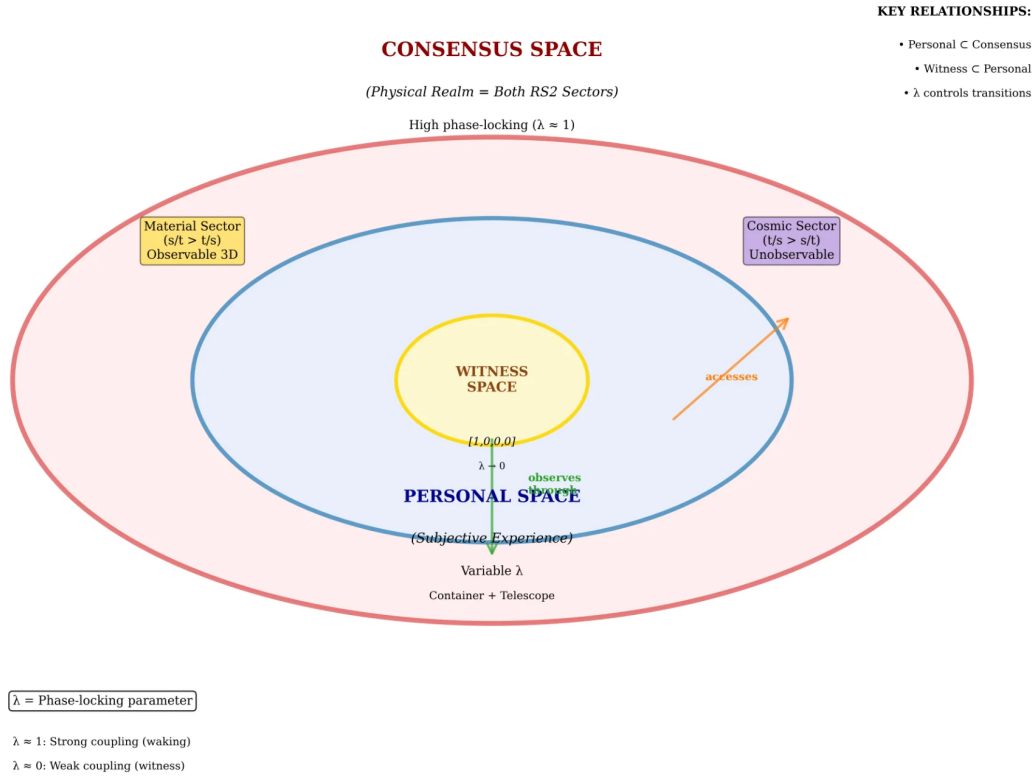 KEY RELATIONSHIPS:
• Personal ⊂ Consensus
• Witness ⊂ Personal
• λ controls transitions
CONSENSUS SPACE
(Physical Realm = Both RS2 Sectors)
High phase-locking (λ ≈ 1)
Material Sector
(s/t > t/s)
Observable 3D
Cosmic Sector
(t/s > s/t)
Unobservable
WITNESS
SPACE
accesses
[1,0,0,0]
λ → 0
observes
through
PERSONAL SPACE
(Subjective Experience)
Variable λ
Container + Telescope
λ = Phase-locking parameter
λ ≈ 1: Strong coupling (waking)
λ ≈ 0: Weak coupling (witness)